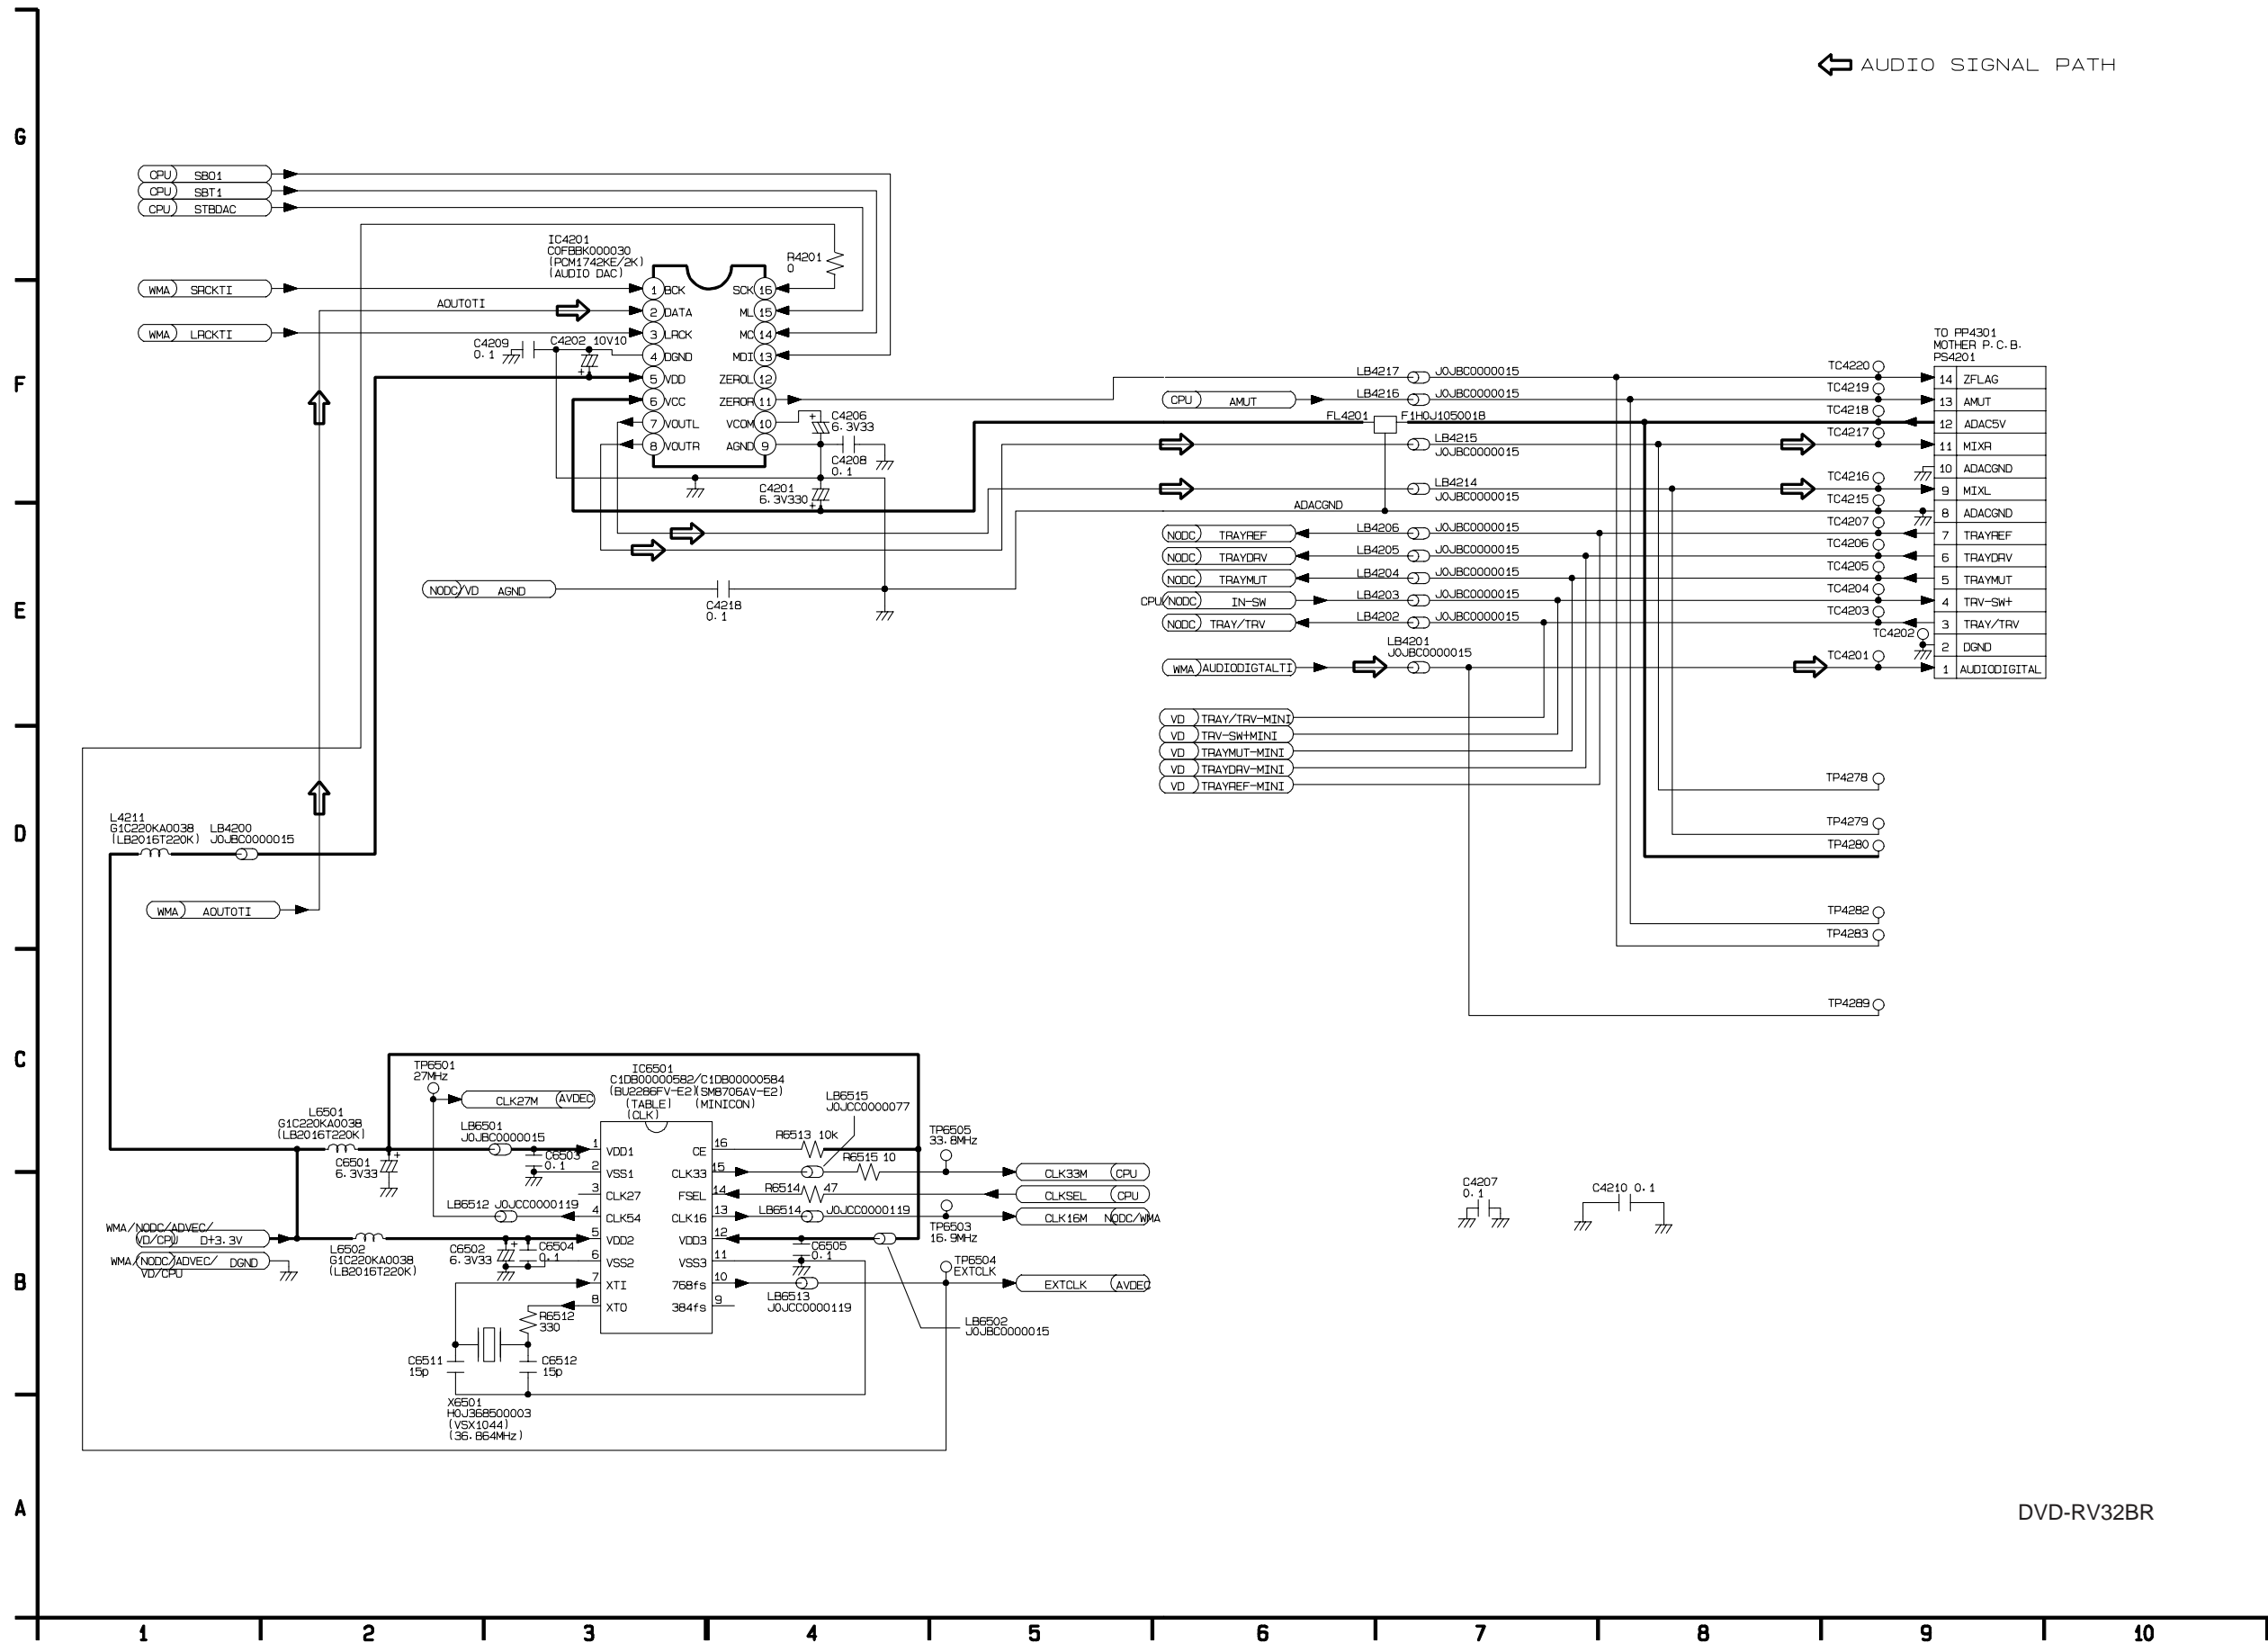 AUDIO SIGNAL PATH
G
CPU SBO1
CPU SBT1
CPU STBDAC
IC4201
C0FBBK000030
(PCM1742KE/2K)
(AUDIO DAC)
R4201
0
WMA SRCKTI
AOUTOTI
WMA LRCKTI
1 BCK
2 DATA
3 LRCK
4 DGND
5 VDD
6 VCC
7 VOUTL
8 VOUTR
SCK 16
ML 15
MC 14
MDI 13
ZEROL 12
ZEROR 11
VCOM 10
AGND 9
C4209
0.1
C4202 10V10
C4206
6.3V33
C4208
0.1
C4201
6.3V330
F
TO PP4301
MOTHER P.C.B.
PS4201
LB4217 J0JBC0000015
TC4220
14 ZFLAG
CPU AMUT
LB4216 J0JBC0000015
TC4219
13 AMUT
FL4201 F1H0J1050018
TC4218
12 ADAC5V
LB4215
J0JBC0000015
TC4217
11 MIXR
10 ADACGND
LB4214
J0JBC0000015
TC4216
9 MIXL
ADACGND
TC4215
8 ADACGND
NODC TRAYREF
LB4206 J0JBC0000015
TC4207
7 TRAYREF
NODC TRAYDRV
LB4205 J0JBC0000015
TC4206
6 TRAYDRV
NODC TRAYMUT
LB4204 J0JBC0000015
TC4205
5 TRAYMUT
CPU/NODC IN-SW
LB4203 J0JBC0000015
TC4204
4 TRV-SW+
NODC TRAY/TRV
LB4202 J0JBC0000015
TC4203
3 TRAY/TRV
TC4202
2 DGND
WMA AUDIODIGTALTI
LB4201
J0JBC0000015
TC4201
1 AUDIODIGITAL
NODC/VD AGND
C4218
0.1
E
VD TRAY/TRV-MINI
VD TRV-SW+MINI
VD TRAYMUT-MINI
VD TRAYDRV-MINI
VD TRAYREF-MINI
TP4278
TP4279
TP4280
TP4282
TP4283
TP4289
D
L4211
G1C220KA0038
(LB2016T220K)
LB4200
J0JBC0000015
WMA AOUTOTI
C
TP6501
27MHz
CLK27M AVDEC
IC6501
C1DB00000582/C1DB00000584
(BU2286FV-E2)(SM8706AV-E2)
(TABLE) (MINICON)
(CLK)
LB6515
J0JCC0000077
L6501
G1C220KA0038
(LB2016T220K)
LB6501
J0JBC0000015
C6501
6.3V33
C6503
0.1
1 VDD1
2 VSS1
3 CLK27
4 CLK54
5 VDD2
6 VSS2
7 XTI
8 XTO
CE 16
CLK33 15
FSEL 14
CLK16 13
VDD3 12
VSS3 11
768fs 10
384fs 9
R6513 10k
R6515 10
TP6505
33.8MHz
CLK33M CPU
R6514 47
CLKSEL CPU
LB6512 J0JCC0000119
LB6514 J0JCC0000119
TP6503
16.9MHz
CLK16M NODC/WMA
WMA/NODC/ADVEC/
VD/CPU D+3.3V
WMA/NODC/ADVEC/ DGND
VD/CPU
L6502
G1C220KA0038
(LB2016T220K)
C6502
6.3V33
C6504
0.1
C6505
0.1
TP6504
EXTCLK
EXTCLK AVDEC
LB6513
J0JCC0000119
LB6502
J0JBC0000015
R6512
330
C6511
15p
C6512
15p
X6501
H0J368500003
(VSX1044)
(36.864MHz)
C4207
0.1
C4210 0.1
B
A
DVD-RV32BR
1 2 3 4 5 6 7 8 9 10